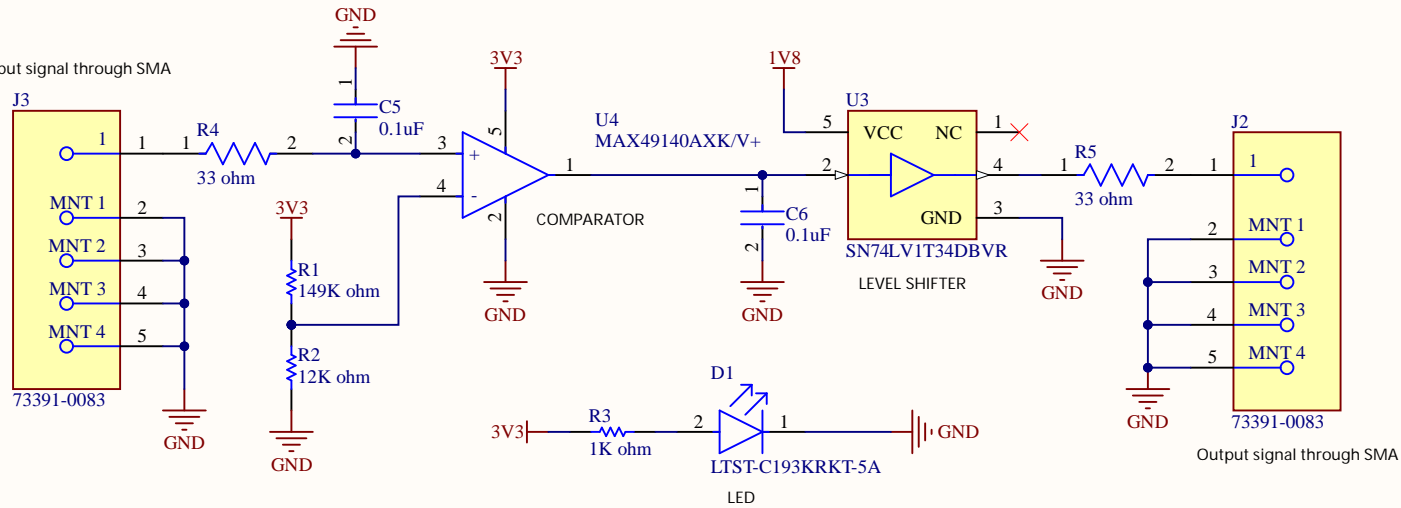 GND
put signal through SMA
3V3
1V8
J3
1
1
1
R4
2
33 ohm
1
2
C5
0.1uF
3
+
4
-
5
2
1
U4
MAX49140AXK/V+
COMPARATOR
GND
U3
5
VCC
NC
1
2
4
GND
3
SN74LV1T34DBVR
LEVEL SHIFTER
GND
1
R5
2
33 ohm
J2
1
1
MNT 1
2
MNT 2
3
MNT 3
4
MNT 4
5
73391-0083
GND
3V3
R1
149K ohm
R2
12K ohm
GND
1
C6
0.1uF
2
GND
2
MNT 1
3
MNT 2
4
MNT 3
5
MNT 4
GND
73391-0083
Output signal through SMA
3V3
R3
1K ohm
2
D1
1
GND
LTST-C193KRKT-5A
LED